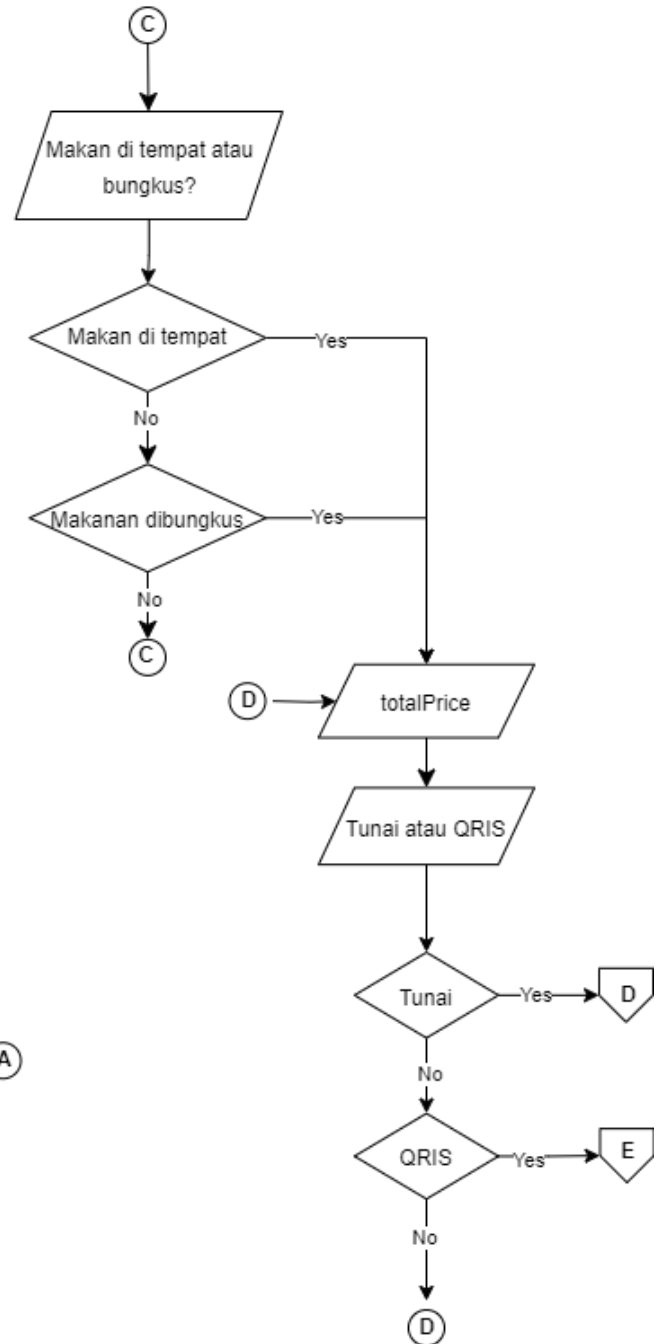 C
Makan di tempat atau
bungkus?
Makan di tempat
Yes
No
Makanan dibungkus
Yes
No
C
D
totalPrice
Tunai atau QRIS
Tunai
Yes
D
No
A
QRIS
Yes
E
No
D